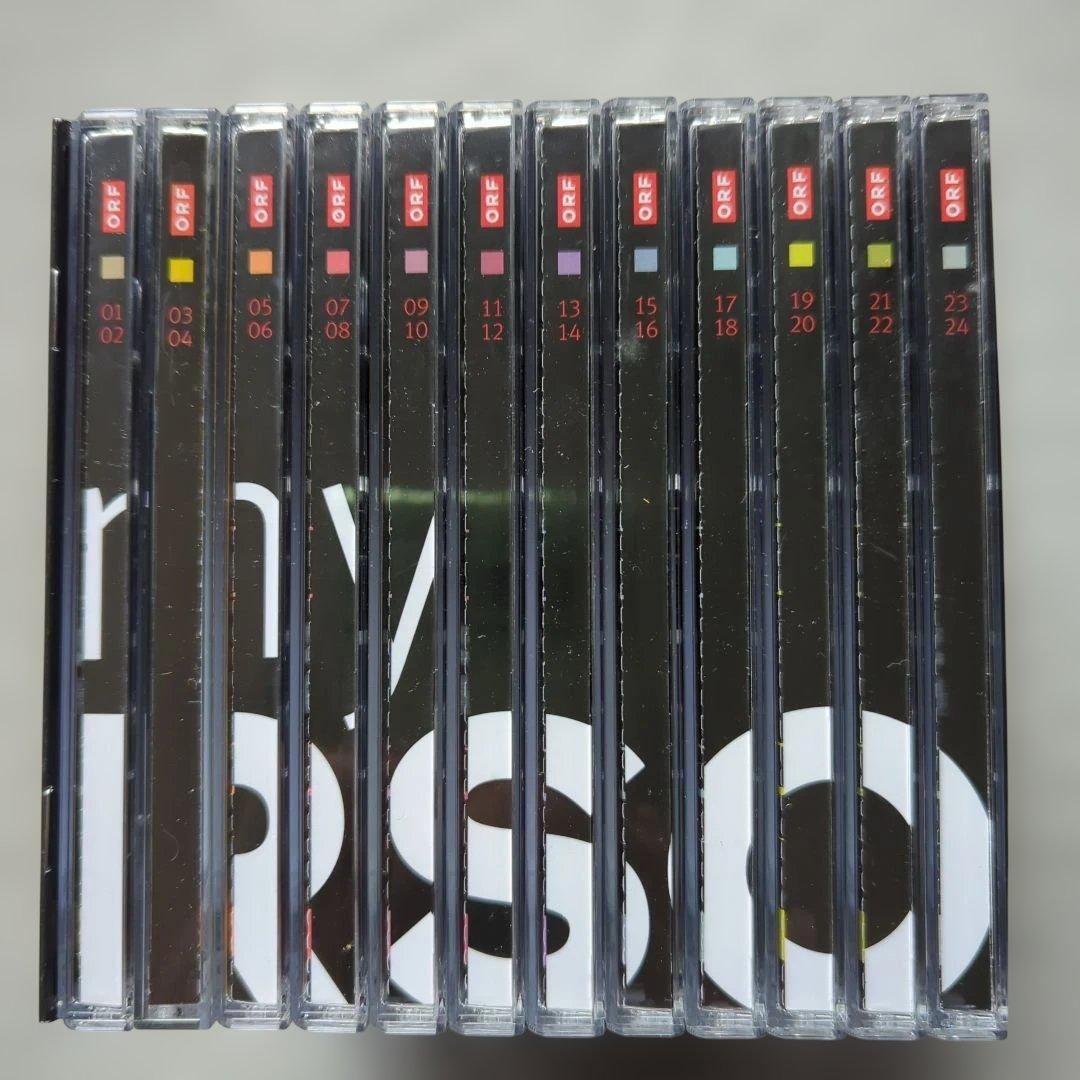 ORF ORF ORF ORF ORF ORF ORF ORF ORF ORF ORF ORF
01 03 05 07 09 11 13 15 17 19 21 23
02 04 06 08 10 12 14 16 18 20 22 24
my
RSO